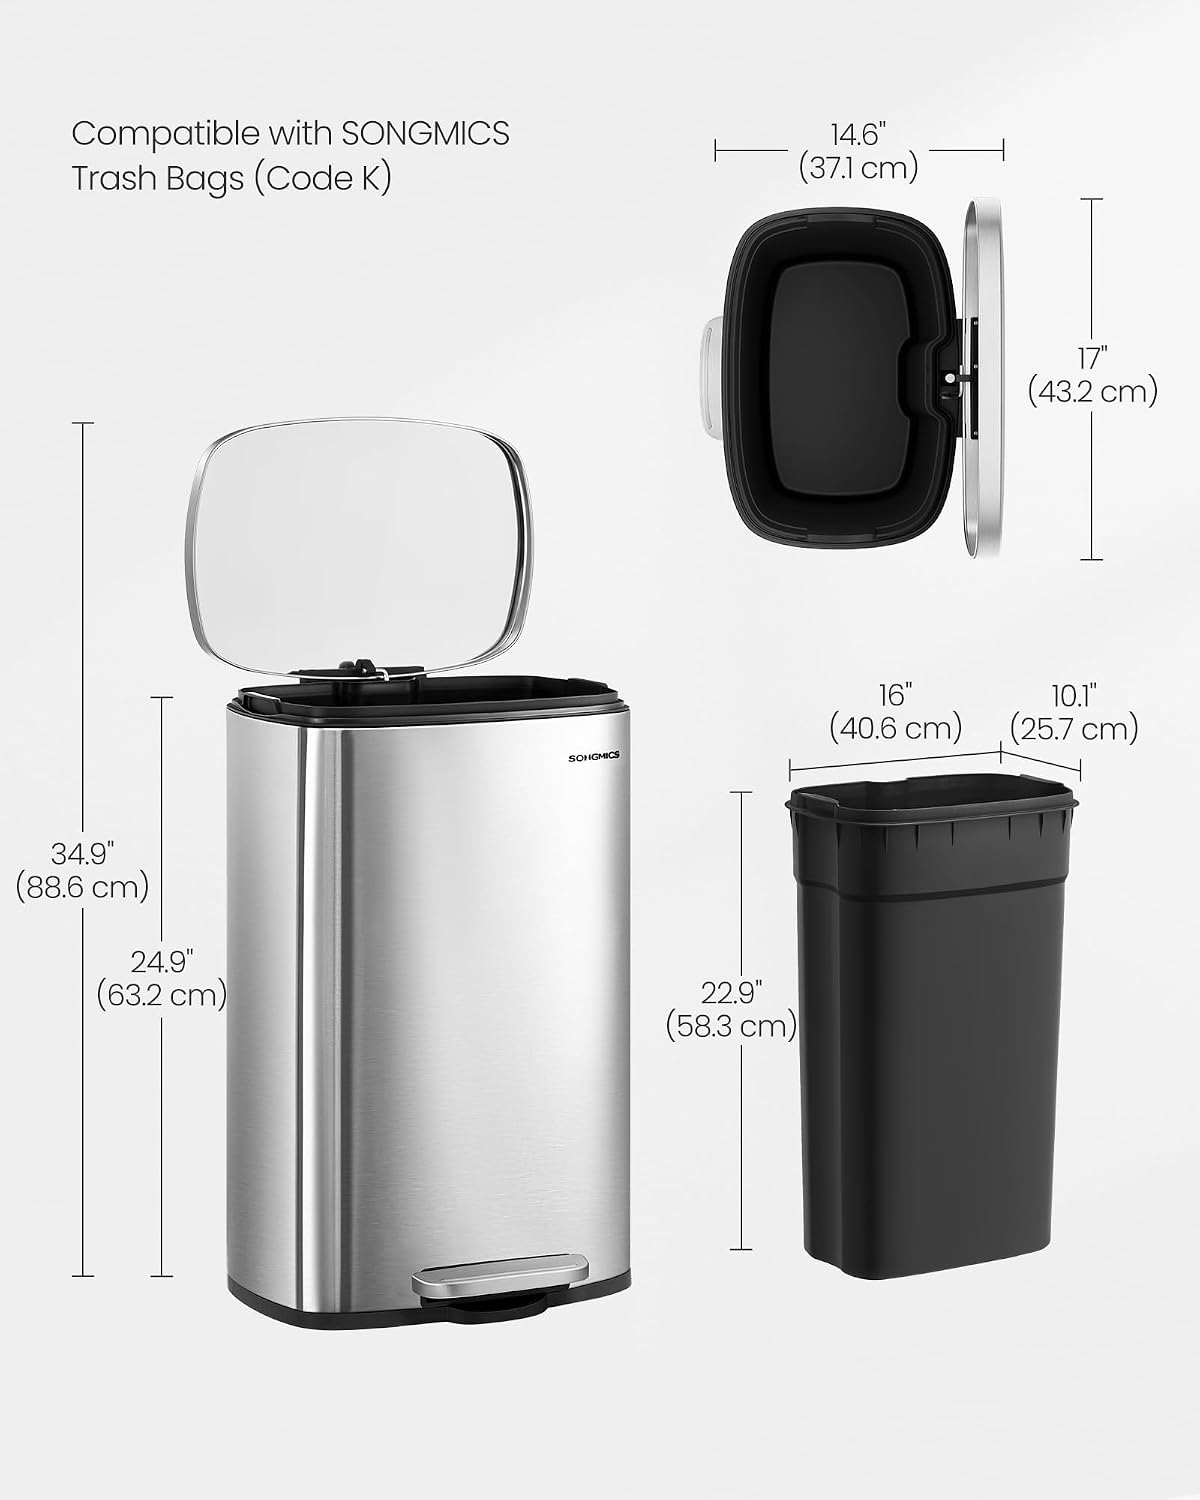 Compatible with SONGMICS
Trash Bags (Code K)
14.6"
(37.1 cm)
17"
(43.2 cm)
34.9"
(88.6 cm)
24.9"
(63.2 cm)
SONGMICS
16"
(40.6 cm)
10.1"
(25.7 cm)
22.9"
(58.3 cm)